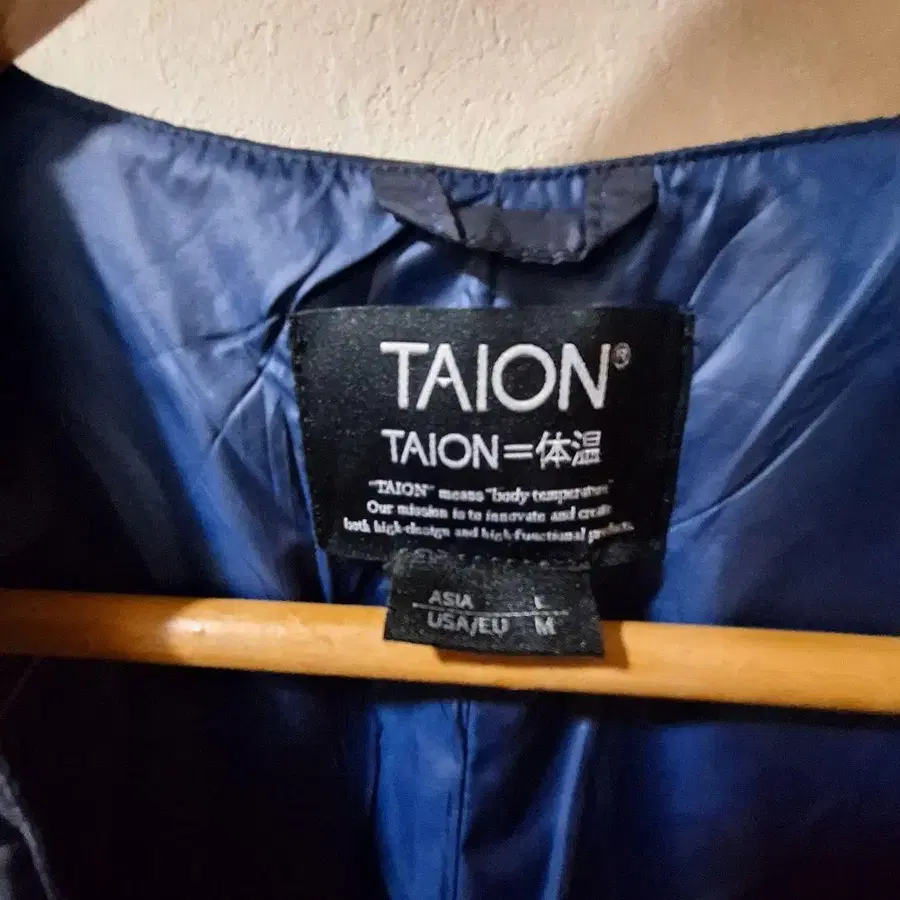 TAION®
TAION=体温
"TAION" means "body temperature"
Our mission is to innovate and create
both high-design and high-functional products.
ASIA L
USA/EU M